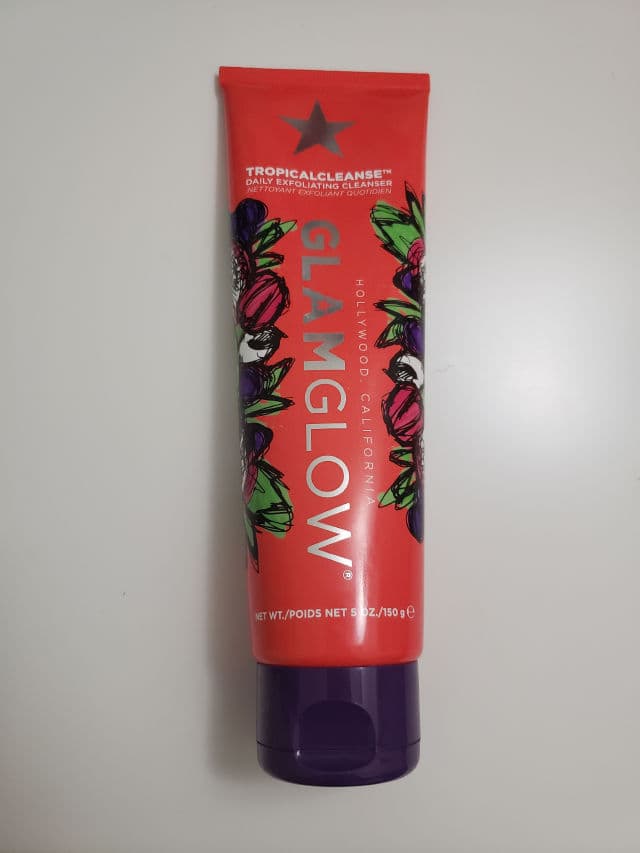 TROPICALCLEANSE™
DAILY EXFOLIATING CLEANSER
NETTOYANT EXFOLIANT QUOTIDIEN
GLAMGLOW®
HOLLYWOOD, CALIFORNIA
NET WT./POIDS NET 5 OZ./150 g ℮